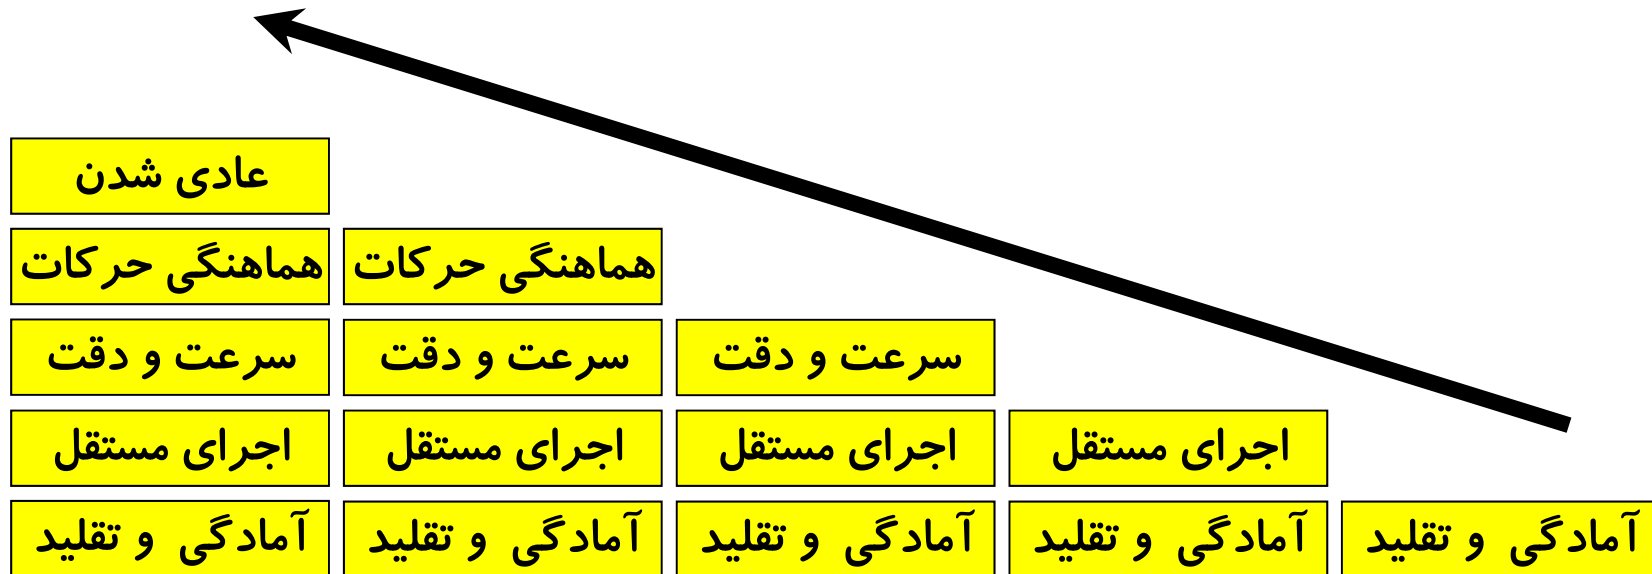 عادی شدن
هماهنگی حرکات هماهنگی حرکات
سرعت و دقت سرعت و دقت سرعت و دقت
اجرای مستقل اجرای مستقل اجرای مستقل اجرای مستقل
آمادگی و تقلید آمادگی و تقلید آمادگی و تقلید آمادگی و تقلید آمادگی و تقلید